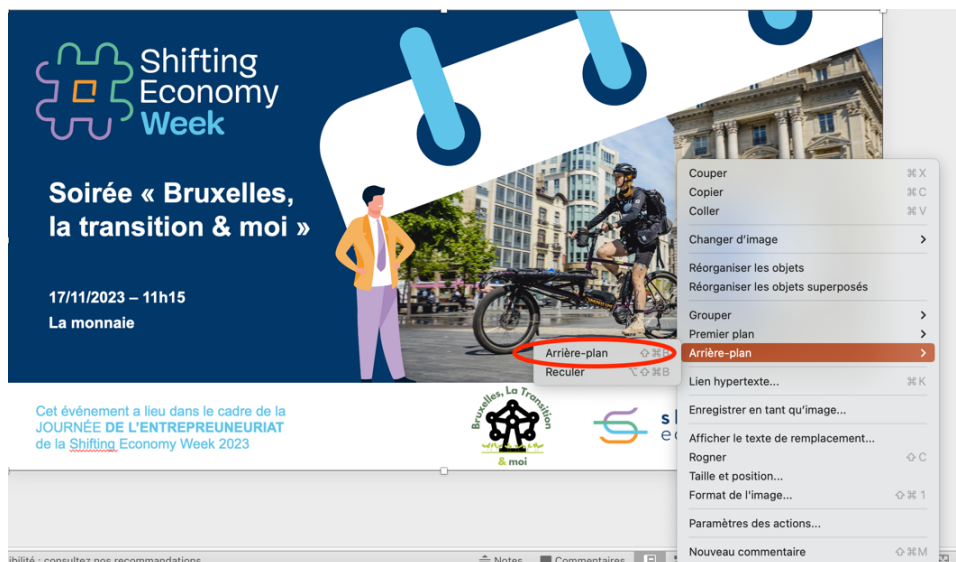 Shifting
Economy
Week
Soirée « Bruxelles,
la transition & moi »
17/11/2023 – 11h15
La monnaie
Cet événement a lieu dans le cadre de la
JOURNÉE DE L'ENTREPREUNEURIAT
de la Shifting Economy Week 2023
Bruxelles, La Transition
& moi
Couper ⌘X
Copier ⌘C
Coller ⌘V
Changer d'image
Réorganiser les objets
Réorganiser les objets superposés
Grouper
Premier plan
Arrière-plan
Arrière-plan ⇧⌘B
Reculer ⌥⇧⌘B
Lien hypertexte... ⌘K
Enregistrer en tant qu'image...
Afficher le texte de remplacement...
Rogner ⇧C
Taille et position...
Format de l'image... ⇧⌘1
Paramètres des actions...
Nouveau commentaire ⇧⌘M
consultez nos recommandations
Notes
Commentaires